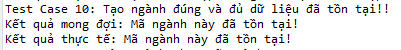 Test Case 10: Tạo ngành đúng và đủ dữ liệu đã tồn tại!!
Kết quả mong đợi: Mã ngành này đã tồn tại!
Kết quả thực tế: Mã ngành này đã tồn tại!